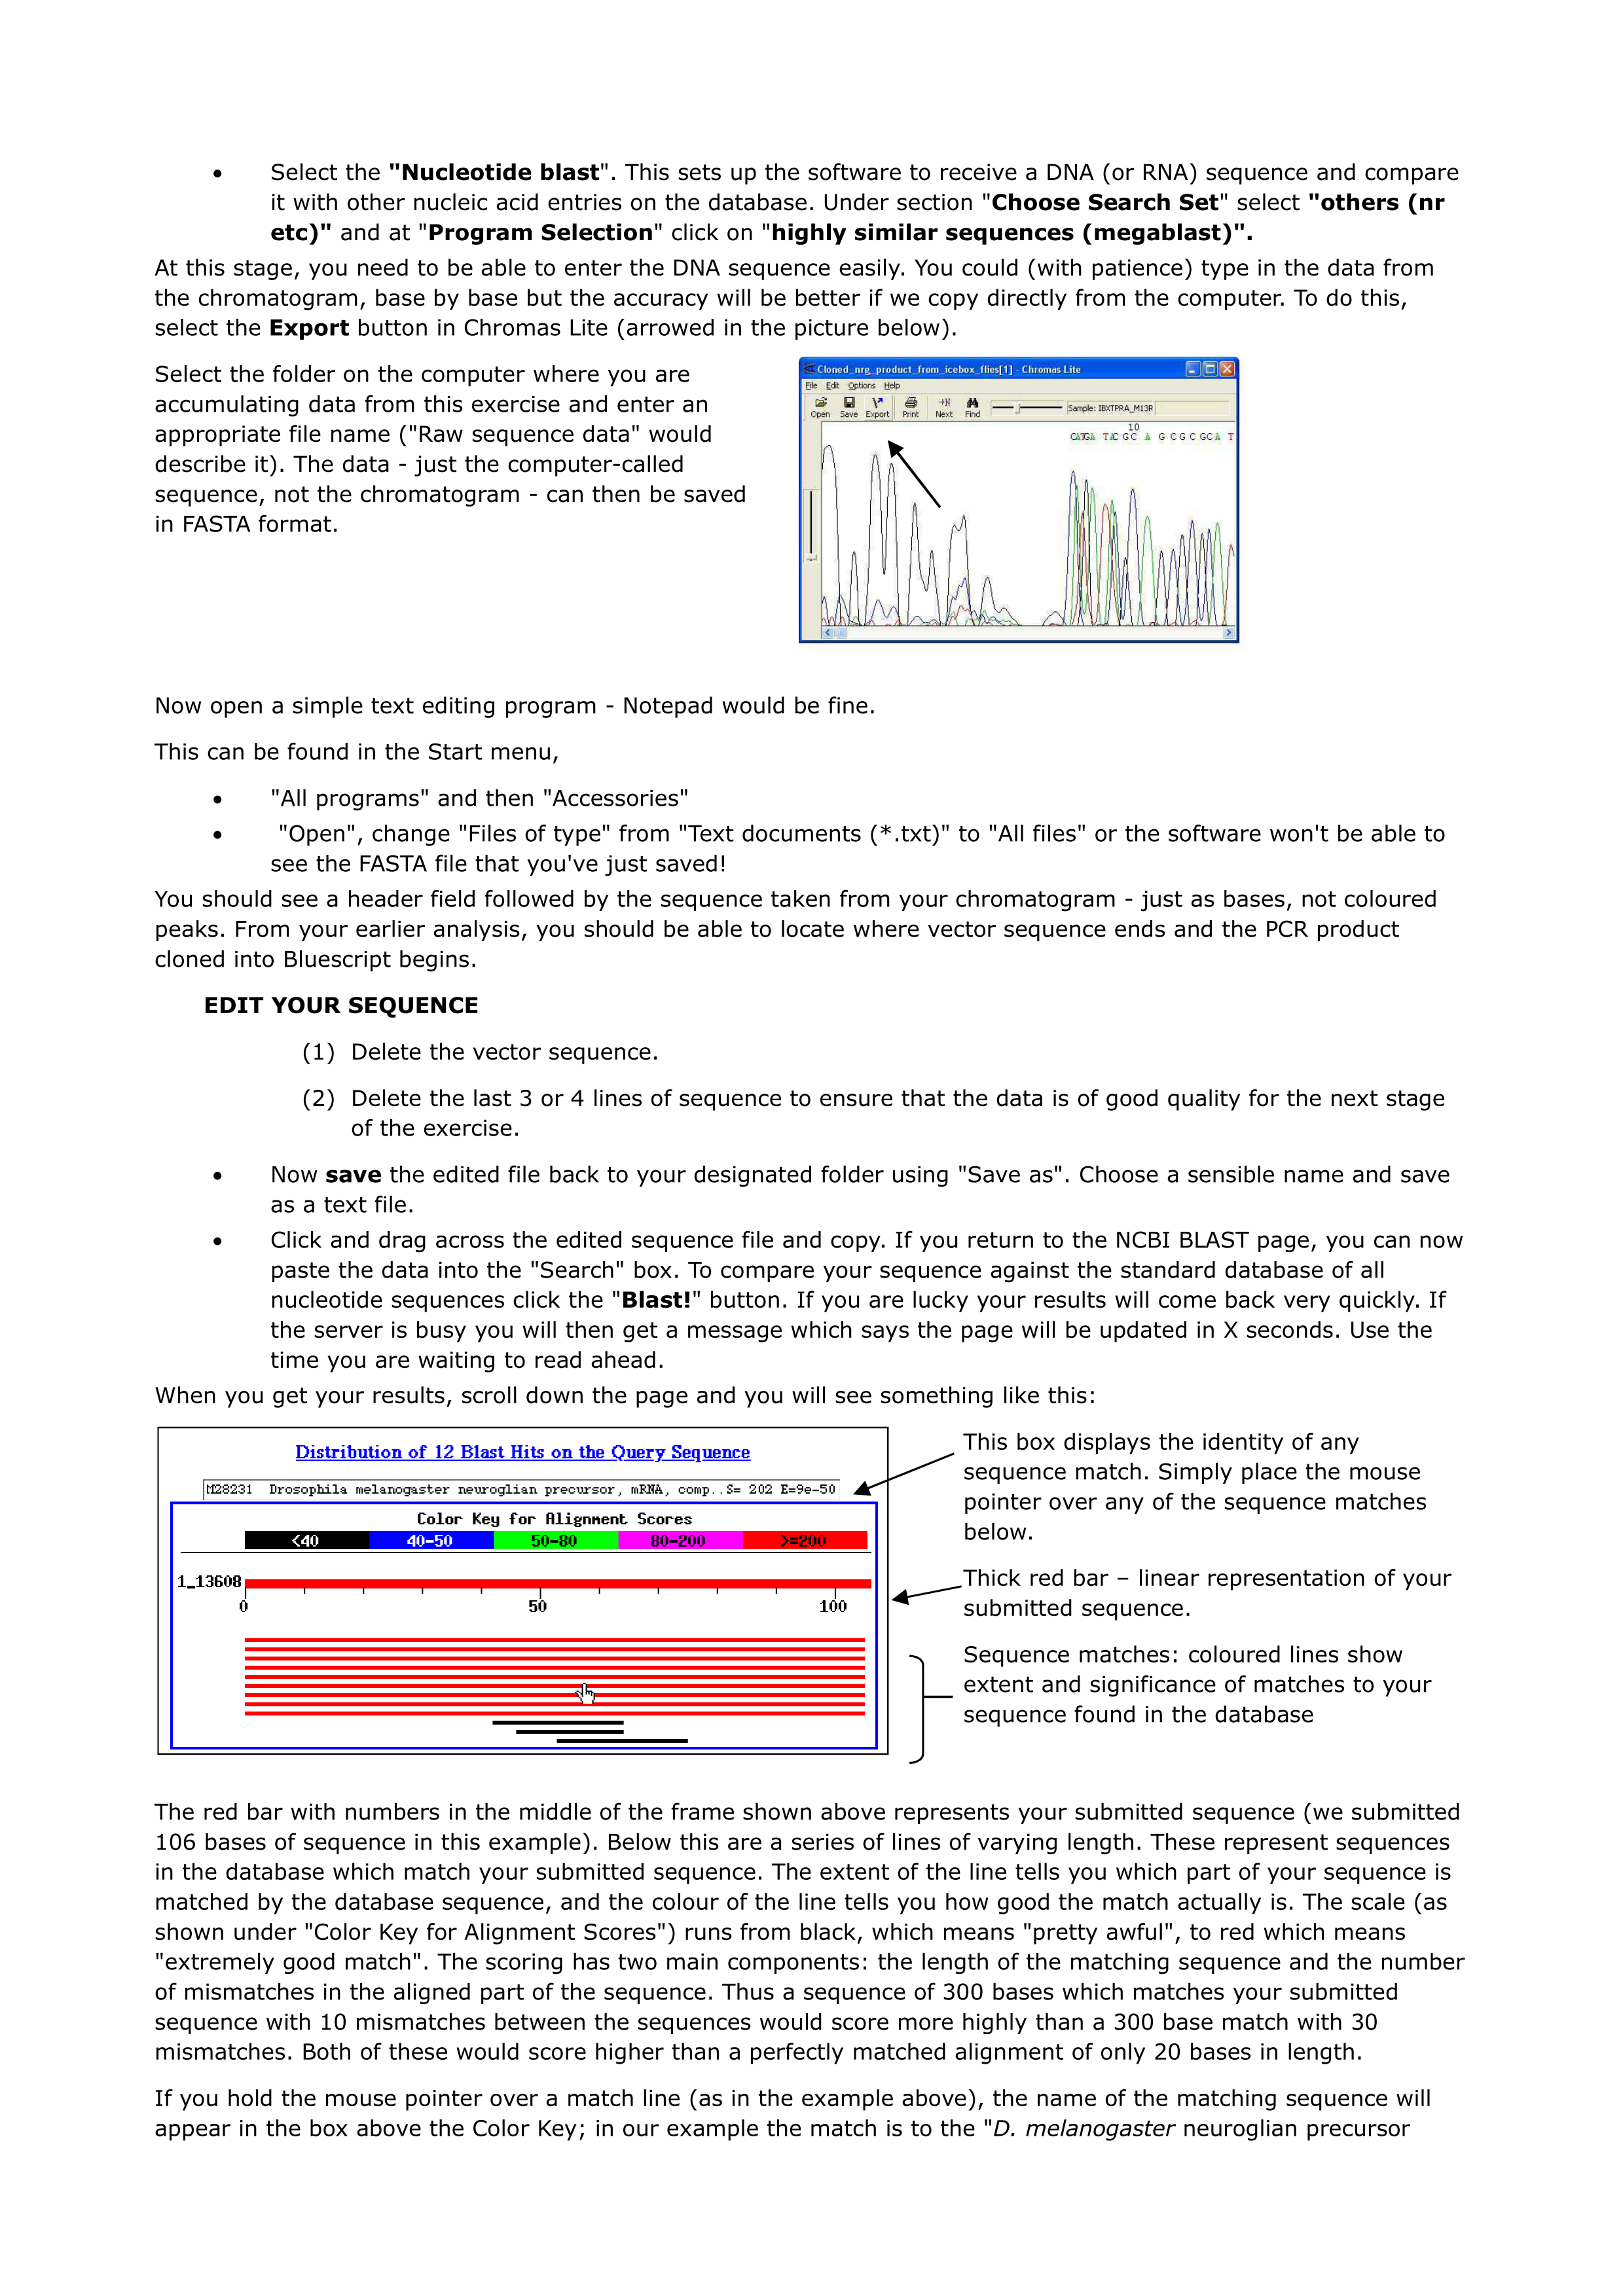 • Select the "Nucleotide blast". This sets up the software to receive a DNA (or RNA) sequence and compare
it with other nucleic acid entries on the database. Under section "Choose Search Set" select "others (nr
etc)" and at "Program Selection" click on "highly similar sequences (megablast)".
At this stage, you need to be able to enter the DNA sequence easily. You could (with patience) type in the data from
the chromatogram, base by base but the accuracy will be better if we copy directly from the computer. To do this,
select the Export button in Chromas Lite (arrowed in the picture below).
Select the folder on the computer where you are
accumulating data from this exercise and enter an
appropriate file name ("Raw sequence data" would
describe it). The data - just the computer-called
sequence, not the chromatogram - can then be saved
in FASTA format.
Cloned_nrg_product_from_icebox_flies[1] - Chromas Lite
File Edit Options Help
Open Save Export Print Next Find Sample: IBXTPRA_M13R
10
CATGA TACGC A GCGCGCA T
Now open a simple text editing program - Notepad would be fine.
This can be found in the Start menu,
• "All programs" and then "Accessories"
• "Open", change "Files of type" from "Text documents (*.txt)" to "All files" or the software won't be able to
see the FASTA file that you've just saved!
You should see a header field followed by the sequence taken from your chromatogram - just as bases, not coloured
peaks. From your earlier analysis, you should be able to locate where vector sequence ends and the PCR product
cloned into Bluescript begins.
EDIT YOUR SEQUENCE
(1) Delete the vector sequence.
(2) Delete the last 3 or 4 lines of sequence to ensure that the data is of good quality for the next stage
of the exercise.
• Now save the edited file back to your designated folder using "Save as". Choose a sensible name and save
as a text file.
• Click and drag across the edited sequence file and copy. If you return to the NCBI BLAST page, you can now
paste the data into the "Search" box. To compare your sequence against the standard database of all
nucleotide sequences click the "Blast!" button. If you are lucky your results will come back very quickly. If
the server is busy you will then get a message which says the page will be updated in X seconds. Use the
time you are waiting to read ahead.
When you get your results, scroll down the page and you will see something like this:
Distribution of 12 Blast Hits on the Query Sequence
M28231 Drosophila melanogaster neuroglian precursor, mRNA, comp..S= 202 E=9e-50
Color Key for Alignment Scores
<40 40-50 50-80 80-200 >=200
1_13608
0 50 100
This box displays the identity of any
sequence match. Simply place the mouse
pointer over any of the sequence matches
below.
Thick red bar – linear representation of your
submitted sequence.
Sequence matches: coloured lines show
extent and significance of matches to your
sequence found in the database
The red bar with numbers in the middle of the frame shown above represents your submitted sequence (we submitted
106 bases of sequence in this example). Below this are a series of lines of varying length. These represent sequences
in the database which match your submitted sequence. The extent of the line tells you which part of your sequence is
matched by the database sequence, and the colour of the line tells you how good the match actually is. The scale (as
shown under "Color Key for Alignment Scores") runs from black, which means "pretty awful", to red which means
"extremely good match". The scoring has two main components: the length of the matching sequence and the number
of mismatches in the aligned part of the sequence. Thus a sequence of 300 bases which matches your submitted
sequence with 10 mismatches between the sequences would score more highly than a 300 base match with 30
mismatches. Both of these would score higher than a perfectly matched alignment of only 20 bases in length.
If you hold the mouse pointer over a match line (as in the example above), the name of the matching sequence will
appear in the box above the Color Key; in our example the match is to the "D. melanogaster neuroglian precursor